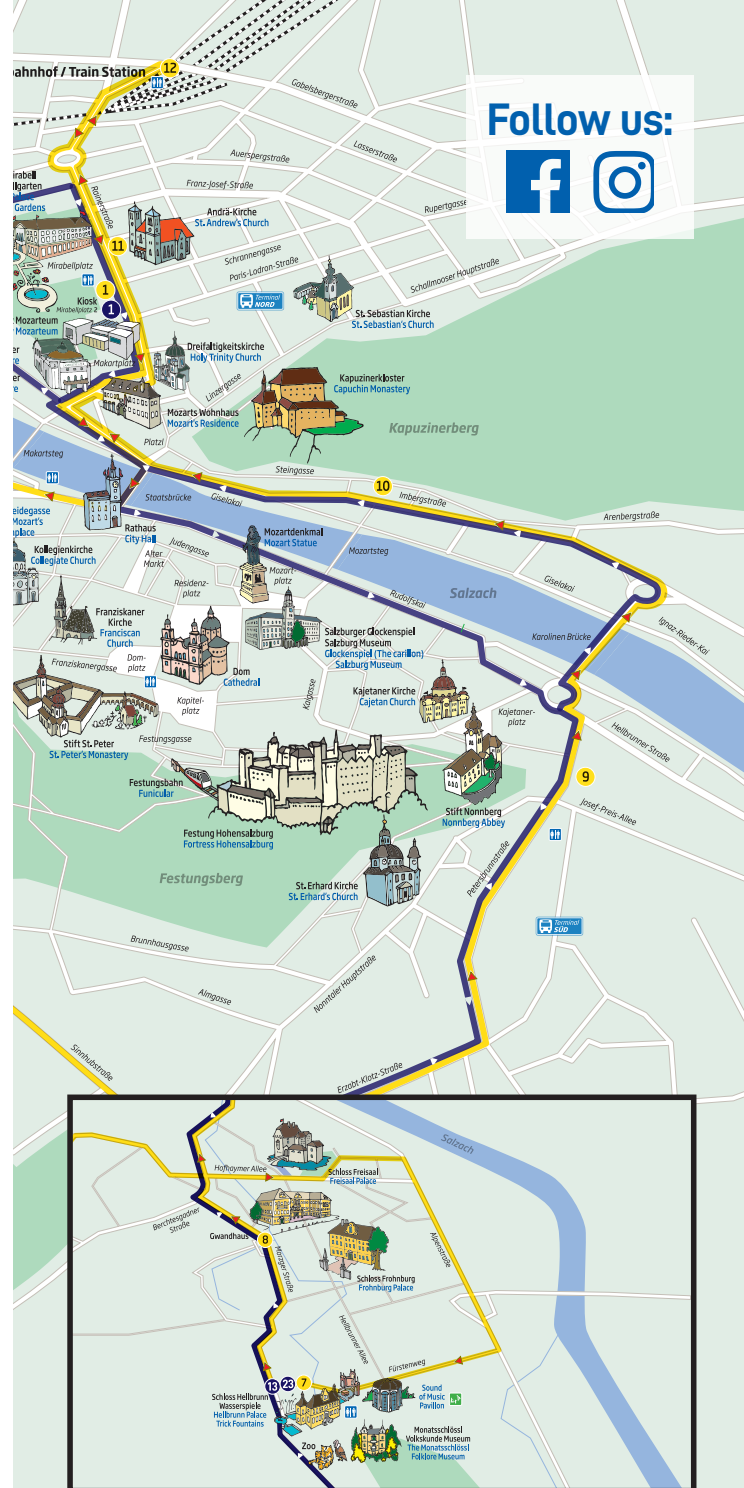 bahnhof / Train Station
12
Gabelsbergerstraße
Follow us:
Lasserstraße
Auerspergstraße
Franz-Josef-Straße
Rupertgasse
irabell
llgarten
Gardens
Rainerstraße
Andrä-Kirche
St. Andrew's Church
11
Schrannengasse
Mirabellplatz
Paris-Lodron-Straße
Schallmooser Hauptstraße
1
Kiosk
Mirabellplatz 2
1
Terminal
NORD
St. Sebastian Kirche
St. Sebastian's Church
Mozarteum
Mozarteum
Dreifaltigkeitskirche
Holy Trinity Church
er
re
Makartplatz
Linzergasse
Kapuzinerkloster
Capuchin Monastery
er
re
Mozarts Wohnhaus
Mozart's Residence
Kapuzinerberg
Platzl
Makartsteg
Steingasse
10
Imbergstraße
Staatsbrücke
Giselakai
Arenbergstraße
eidegasse
Mozart's
nplace
Rathaus
City Hall
Mozartdenkmal
Mozart Statue
Judengasse
Mozartsteg
Kollegienkirche
Collegiate Church
Alter
Markt
Mozart-
platz
Salzach
Giselakai
Residenz-
platz
Rudolfskai
Franziskaner
Kirche
Franciscan
Church
Salzburger Glockenspiel
Salzburg Museum
Glockenspiel (The carillon)
Salzburg Museum
Karolinen Brücke
Ignaz-Rieder-Kai
Franziskanergasse
Dom-
platz
Dom
Cathedral
Kaigasse
Kajetaner Kirche
Cajetan Church
Kapitel-
platz
Kajetaner-
platz
Hellbrunner Straße
Stift St. Peter
St. Peter's Monastery
Festungsgasse
Festungsbahn
Funicular
9
Stift Nonnberg
Nonnberg Abbey
Josef-Preis-Allee
Festung Hohensalzburg
Fortress Hohensalzburg
Petersbrunnstraße
Festungsberg
St. Erhard Kirche
St. Erhard's Church
Terminal
SÜD
Brunnhausgasse
Almgasse
Nonntaler Hauptstraße
Sinnhubstraße
Erzabt-Klotz-Straße
Salzach
Hofhaymer Allee
Schloss Freisaal
Freisaal Palace
Berchtesgadner
Straße
Gwandhaus
8
Morzger Straße
Alpenstraße
Schloss Frohnburg
Frohnburg Palace
Hellbrunner Allee
Fürstenweg
13
23
7
Schloss Hellbrunn
Wasserspiele
Hellbrunn Palace
Trick Fountains
Sound
of Music
Pavillon
Monatsschlössl
Volkskunde Museum
The Monatsschlössl
Folklore Museum
Zoo